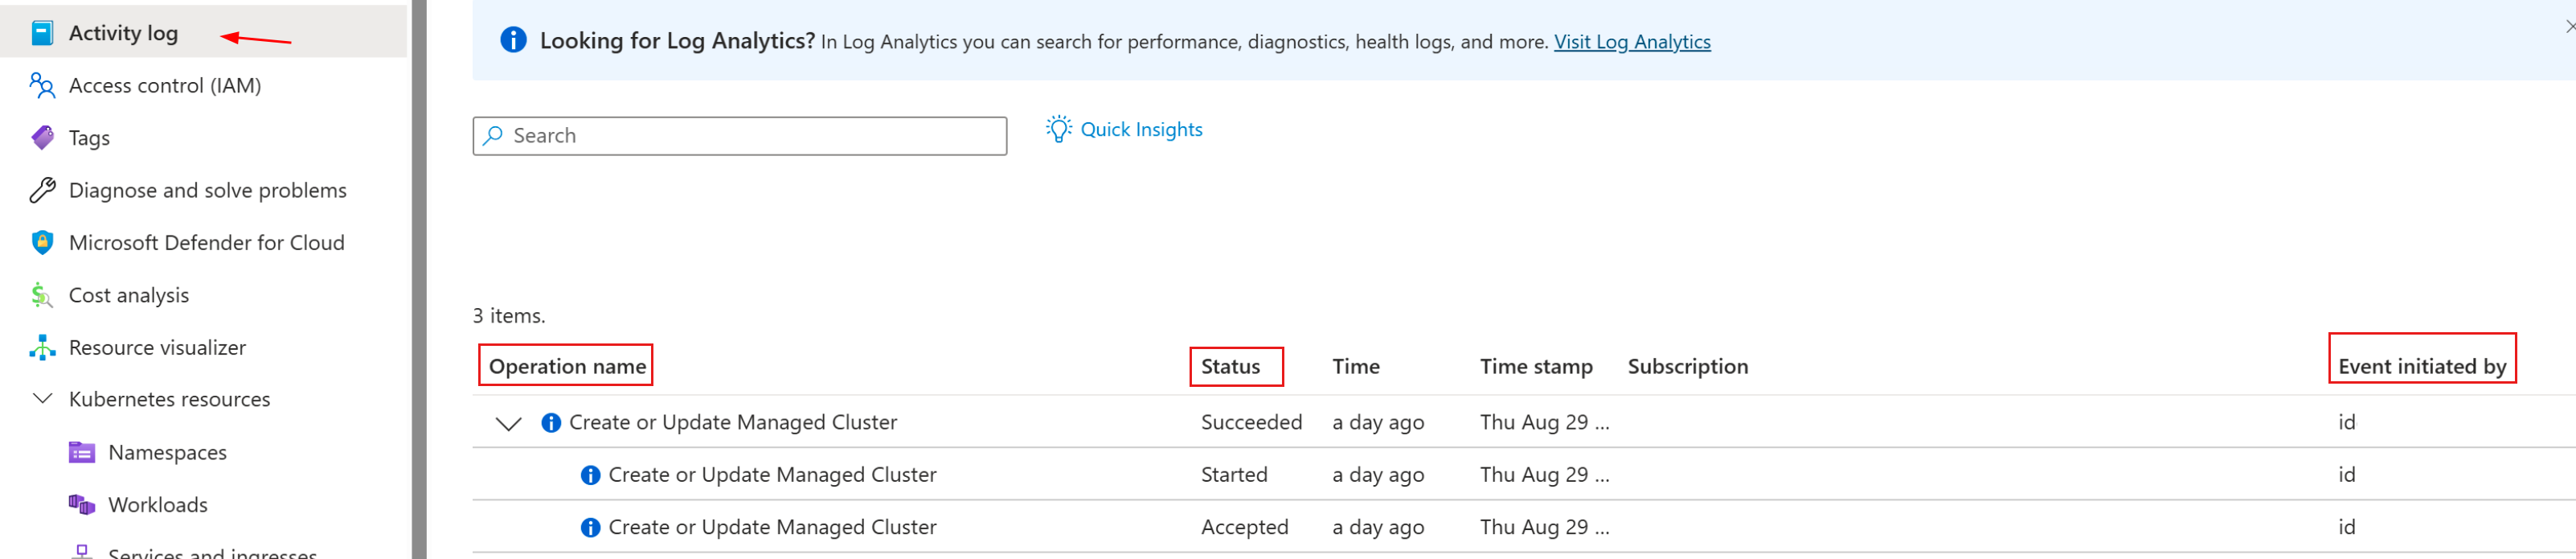 Activity log
Access control (IAM)
Tags
Diagnose and solve problems
Microsoft Defender for Cloud
Cost analysis
Resource visualizer
Kubernetes resources
Namespaces
Workloads
Services and ingresses
Looking for Log Analytics? In Log Analytics you can search for performance, diagnostics, health logs, and more. Visit Log Analytics
Search
Quick Insights
3 items.
Operation name Status Time Time stamp Subscription Event initiated by
Create or Update Managed Cluster Succeeded a day ago Thu Aug 29 ... id
Create or Update Managed Cluster Started a day ago Thu Aug 29 ... id
Create or Update Managed Cluster Accepted a day ago Thu Aug 29 ... id